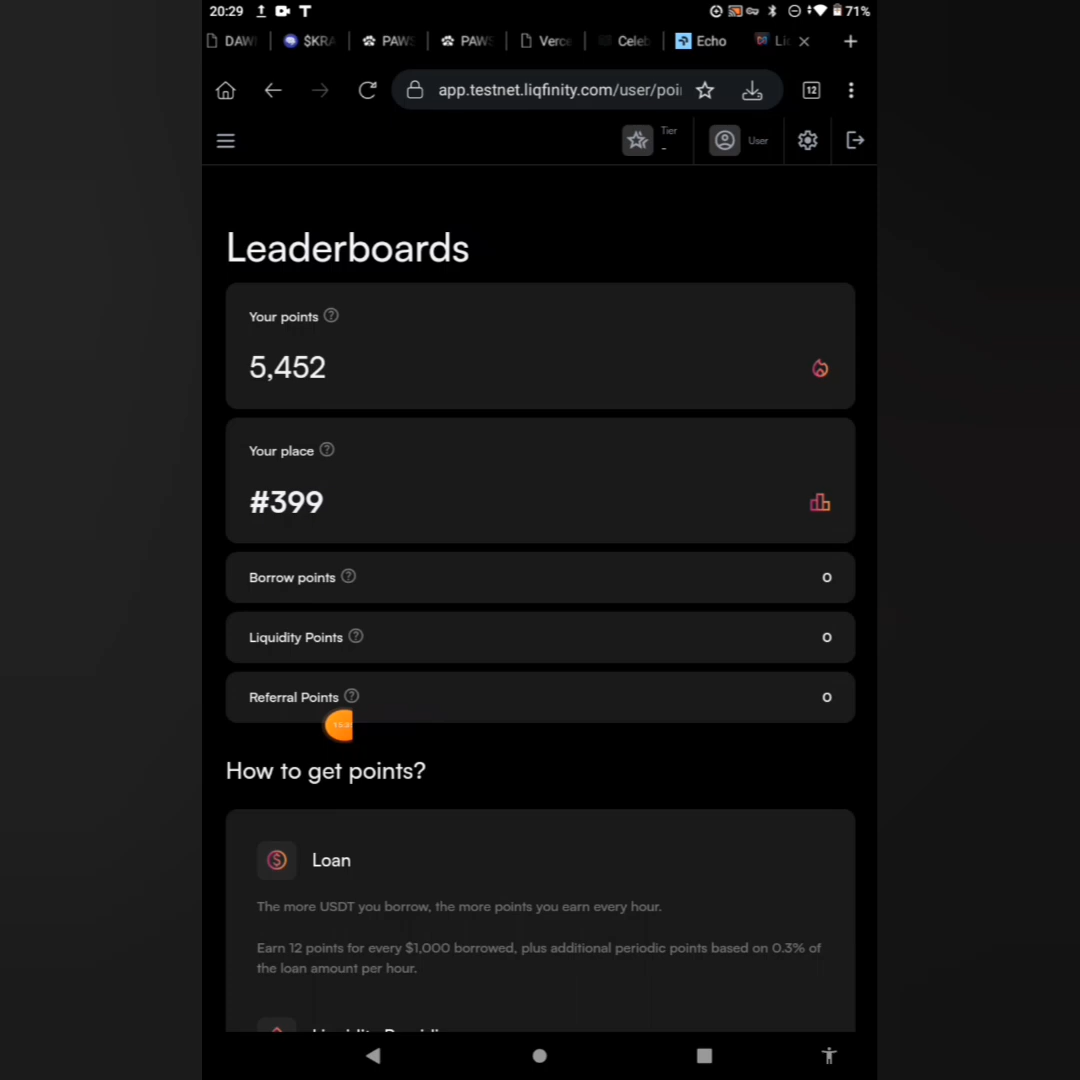 20:29
71%
DAW
$KRA
PAWS
PAWS
Verce
Celeb
Echo
Lic
app.testnet.liqfinity.com/user/poi
12
Tier
-
User
Leaderboards
Your points
5,452
Your place
#399
Borrow points
0
Liquidity Points
0
Referral Points
0
How to get points?
Loan
The more USDT you borrow, the more points you earn every hour.
Earn 12 points for every $1,000 borrowed, plus additional periodic points based on 0.3% of
the loan amount per hour.